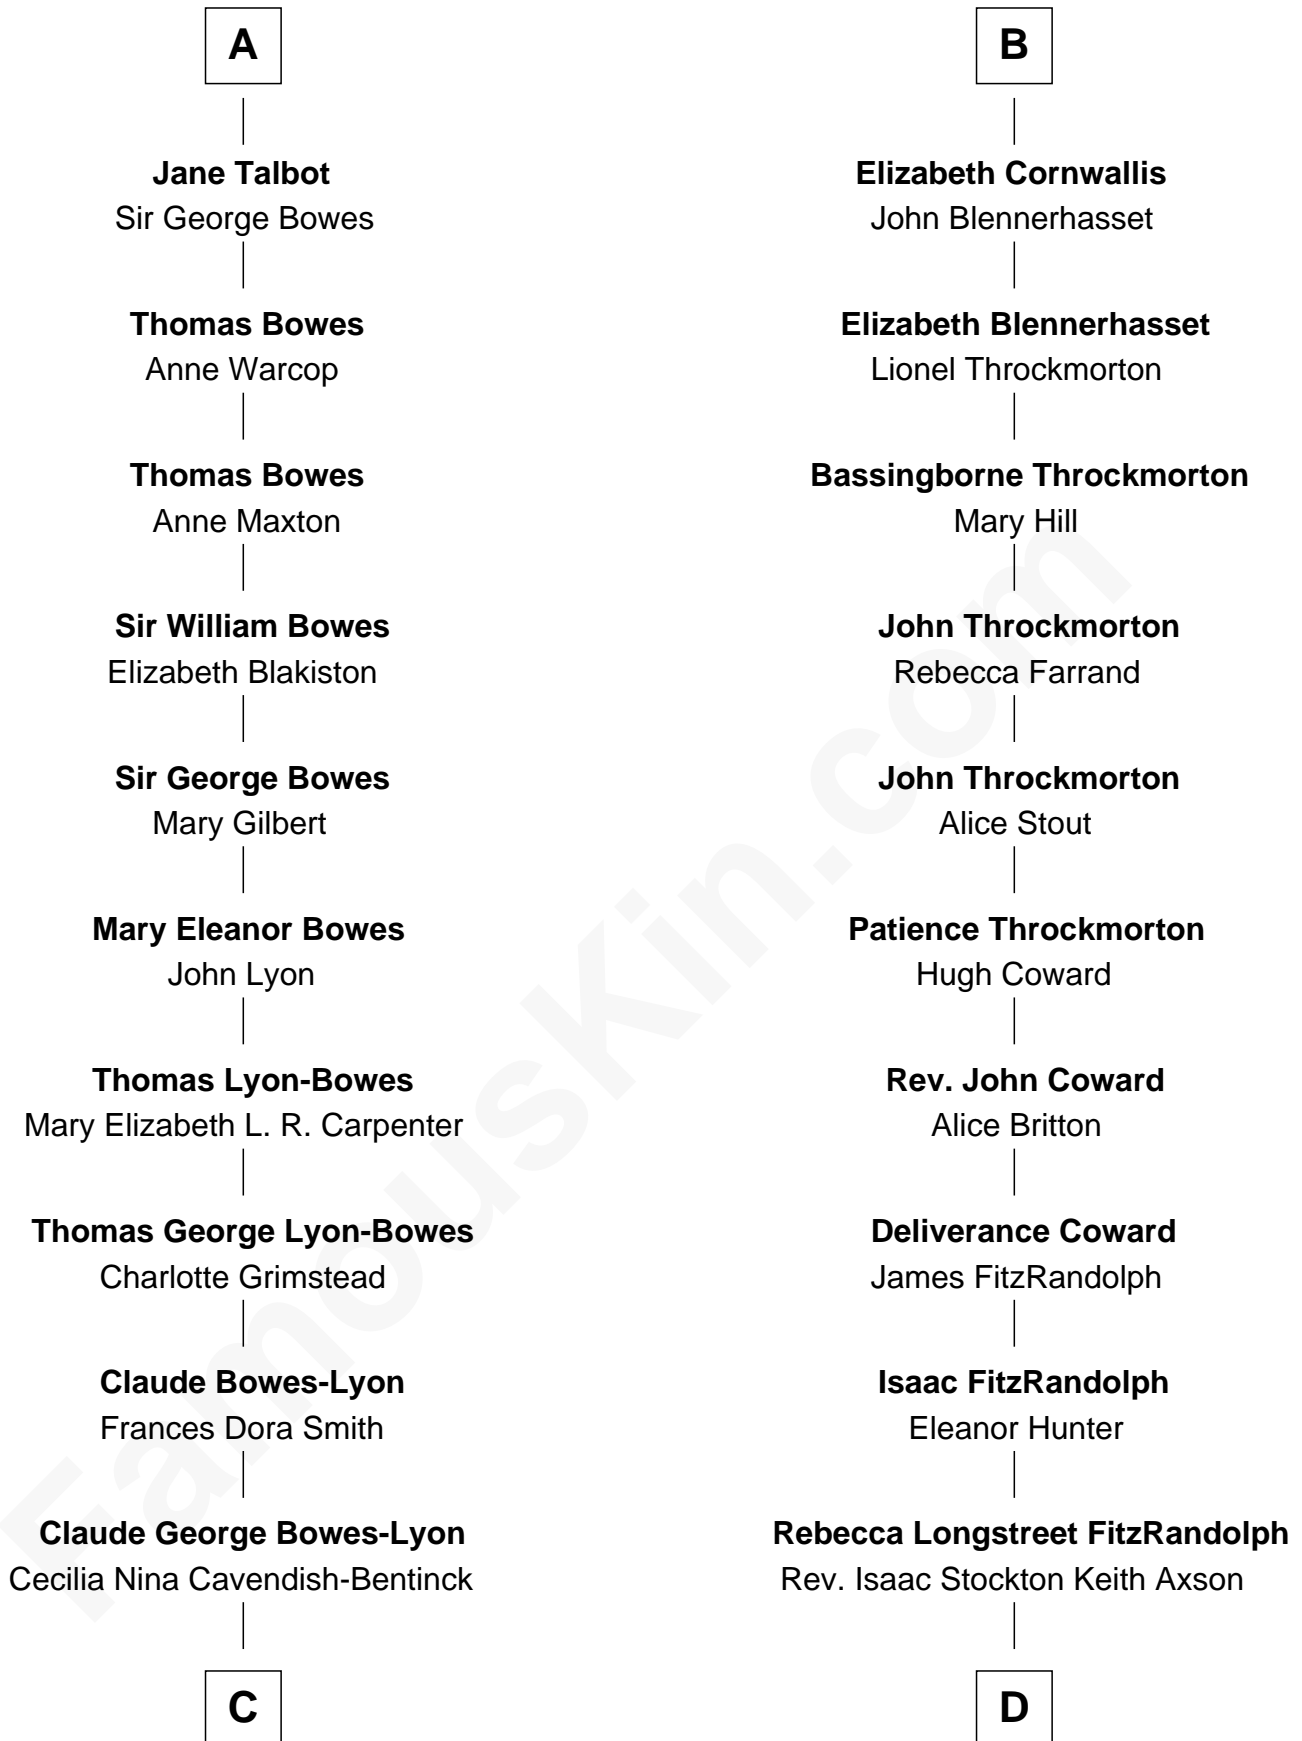 A
Jane Talbot
Sir George Bowes
Thomas Bowes
Anne Warcop
Thomas Bowes
Anne Maxton
Sir William Bowes
Elizabeth Blakiston
Sir George Bowes
Mary Gilbert
Mary Eleanor Bowes
John Lyon
Thomas Lyon-Bowes
Mary Elizabeth L. R. Carpenter
Thomas George Lyon-Bowes
Charlotte Grimstead
Claude Bowes-Lyon
Frances Dora Smith
Claude George Bowes-Lyon
Cecilia Nina Cavendish-Bentinck
C
B
Elizabeth Cornwallis
John Blennerhasset
Elizabeth Blennerhasset
Lionel Throckmorton
Bassingborne Throckmorton
Mary Hill
John Throckmorton
Rebecca Farrand
John Throckmorton
Alice Stout
Patience Throckmorton
Hugh Coward
Rev. John Coward
Alice Britton
Deliverance Coward
James FitzRandolph
Isaac FitzRandolph
Eleanor Hunter
Rebecca Longstreet FitzRandolph
Rev. Isaac Stockton Keith Axson
D
FamousKin.com